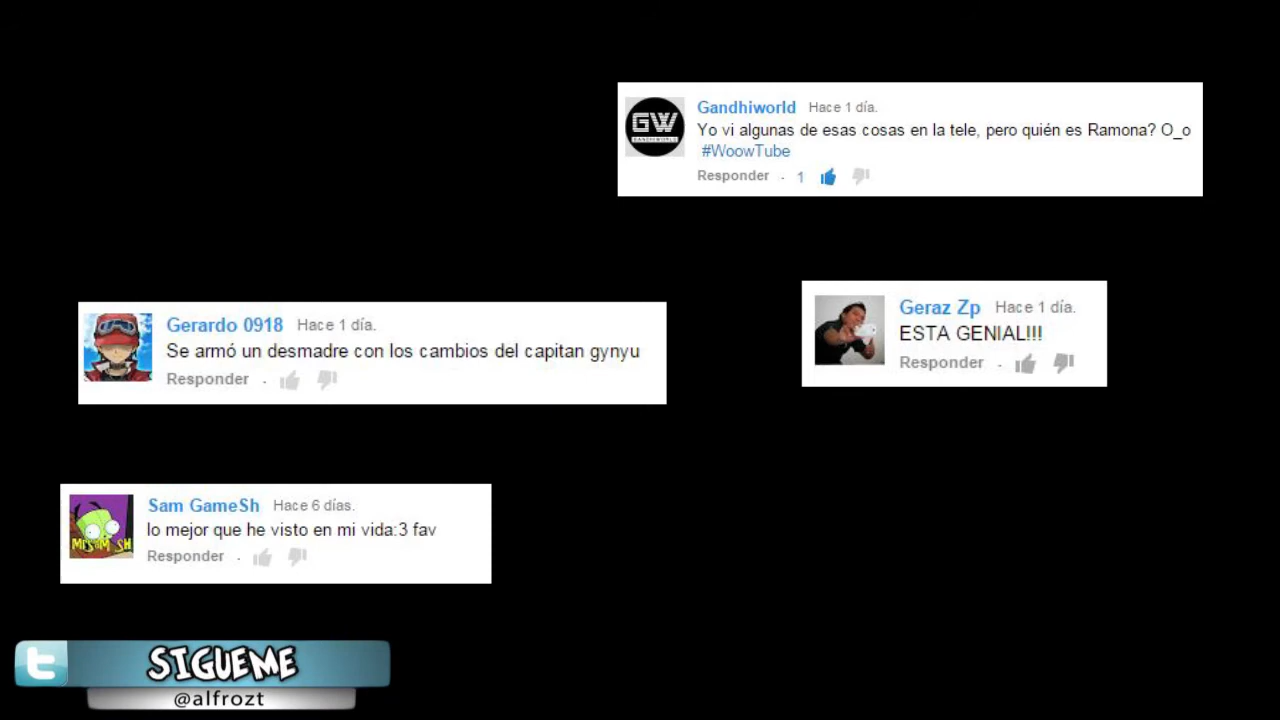 GW
GANDHIWORLD
Gandhiworld Hace 1 día.
Yo vi algunas de esas cosas en la tele, pero quién es Ramona? O_o
#WoowTube
Responder . 1
Gerardo 0918 Hace 1 día.
Se armó un desmadre con los cambios del capitan gynyu
Responder .
Geraz Zp Hace 1 día.
ESTA GENIAL!!!
Responder .
Sam GameSh Hace 6 días.
lo mejor que he visto en mi vida:3 fav
Responder .
SIGUEME
@alfrozt